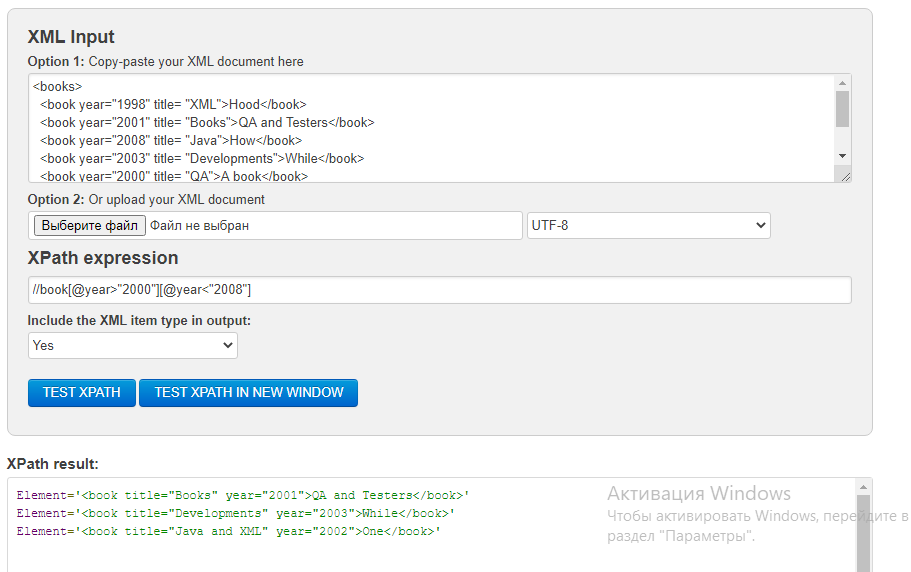 XML Input
Option 1: Copy-paste your XML document here
<books>
<book year="1998" title= "XML">Hood</book>
<book year="2001" title= "Books">QA and Testers</book>
<book year="2008" title= "Java">How</book>
<book year="2003" title= "Developments">While</book>
<book year="2000" title= "QA">A book</book>
Option 2: Or upload your XML document
Выберите файл Файл не выбран UTF-8
XPath expression
//book[@year>"2000"][@year<"2008"]
Include the XML item type in output:
Yes
TEST XPATH TEST XPATH IN NEW WINDOW
XPath result:
Element='<book title="Books" year="2001">QA and Testers</book>'
Element='<book title="Developments" year="2003">While</book>'
Element='<book title="Java and XML" year="2002">One</book>'
Активация Windows
Чтобы активировать Windows, перейдите в
раздел "Параметры".